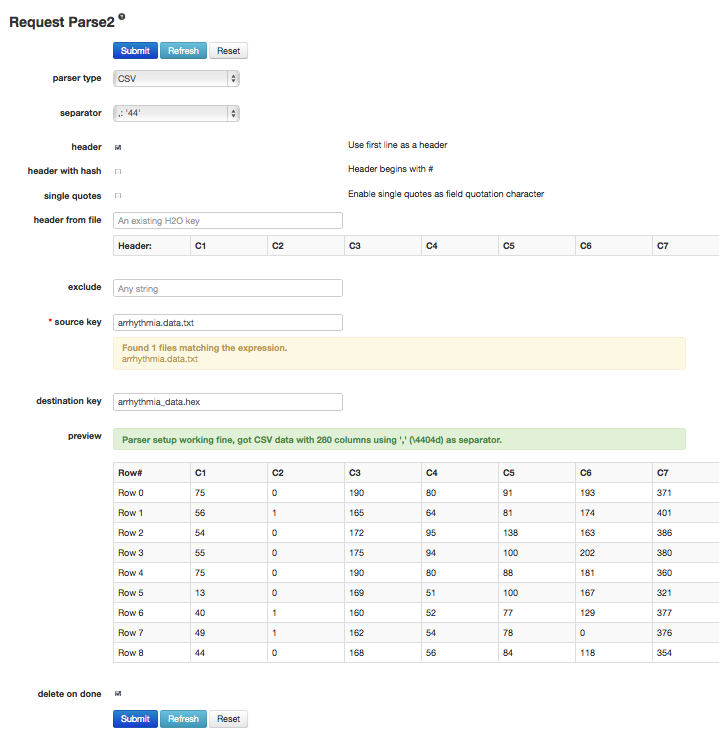 Request Parse2 ?
Submit Refresh Reset
parser type CSV
separator ,: '44'
header Use first line as a header
header with hash Header begins with #
single quotes Enable single quotes as field quotation character
header from file An existing H2O key
Header: C1 C2 C3 C4 C5 C6 C7
exclude Any string
* source key arrhythmia.data.txt
Found 1 files matching the expression.
arrhythmia.data.txt
destination key arrhythmia_data.hex
preview Parser setup working fine, got CSV data with 280 columns using ',' (\4404d) as separator.
Row# C1 C2 C3 C4 C5 C6 C7
Row 0 75 0 190 80 91 193 371
Row 1 56 1 165 64 81 174 401
Row 2 54 0 172 95 138 163 386
Row 3 55 0 175 94 100 202 380
Row 4 75 0 190 80 88 181 360
Row 5 13 0 169 51 100 167 321
Row 6 40 1 160 52 77 129 377
Row 7 49 1 162 54 78 0 376
Row 8 44 0 168 56 84 118 354
delete on done
Submit Refresh Reset